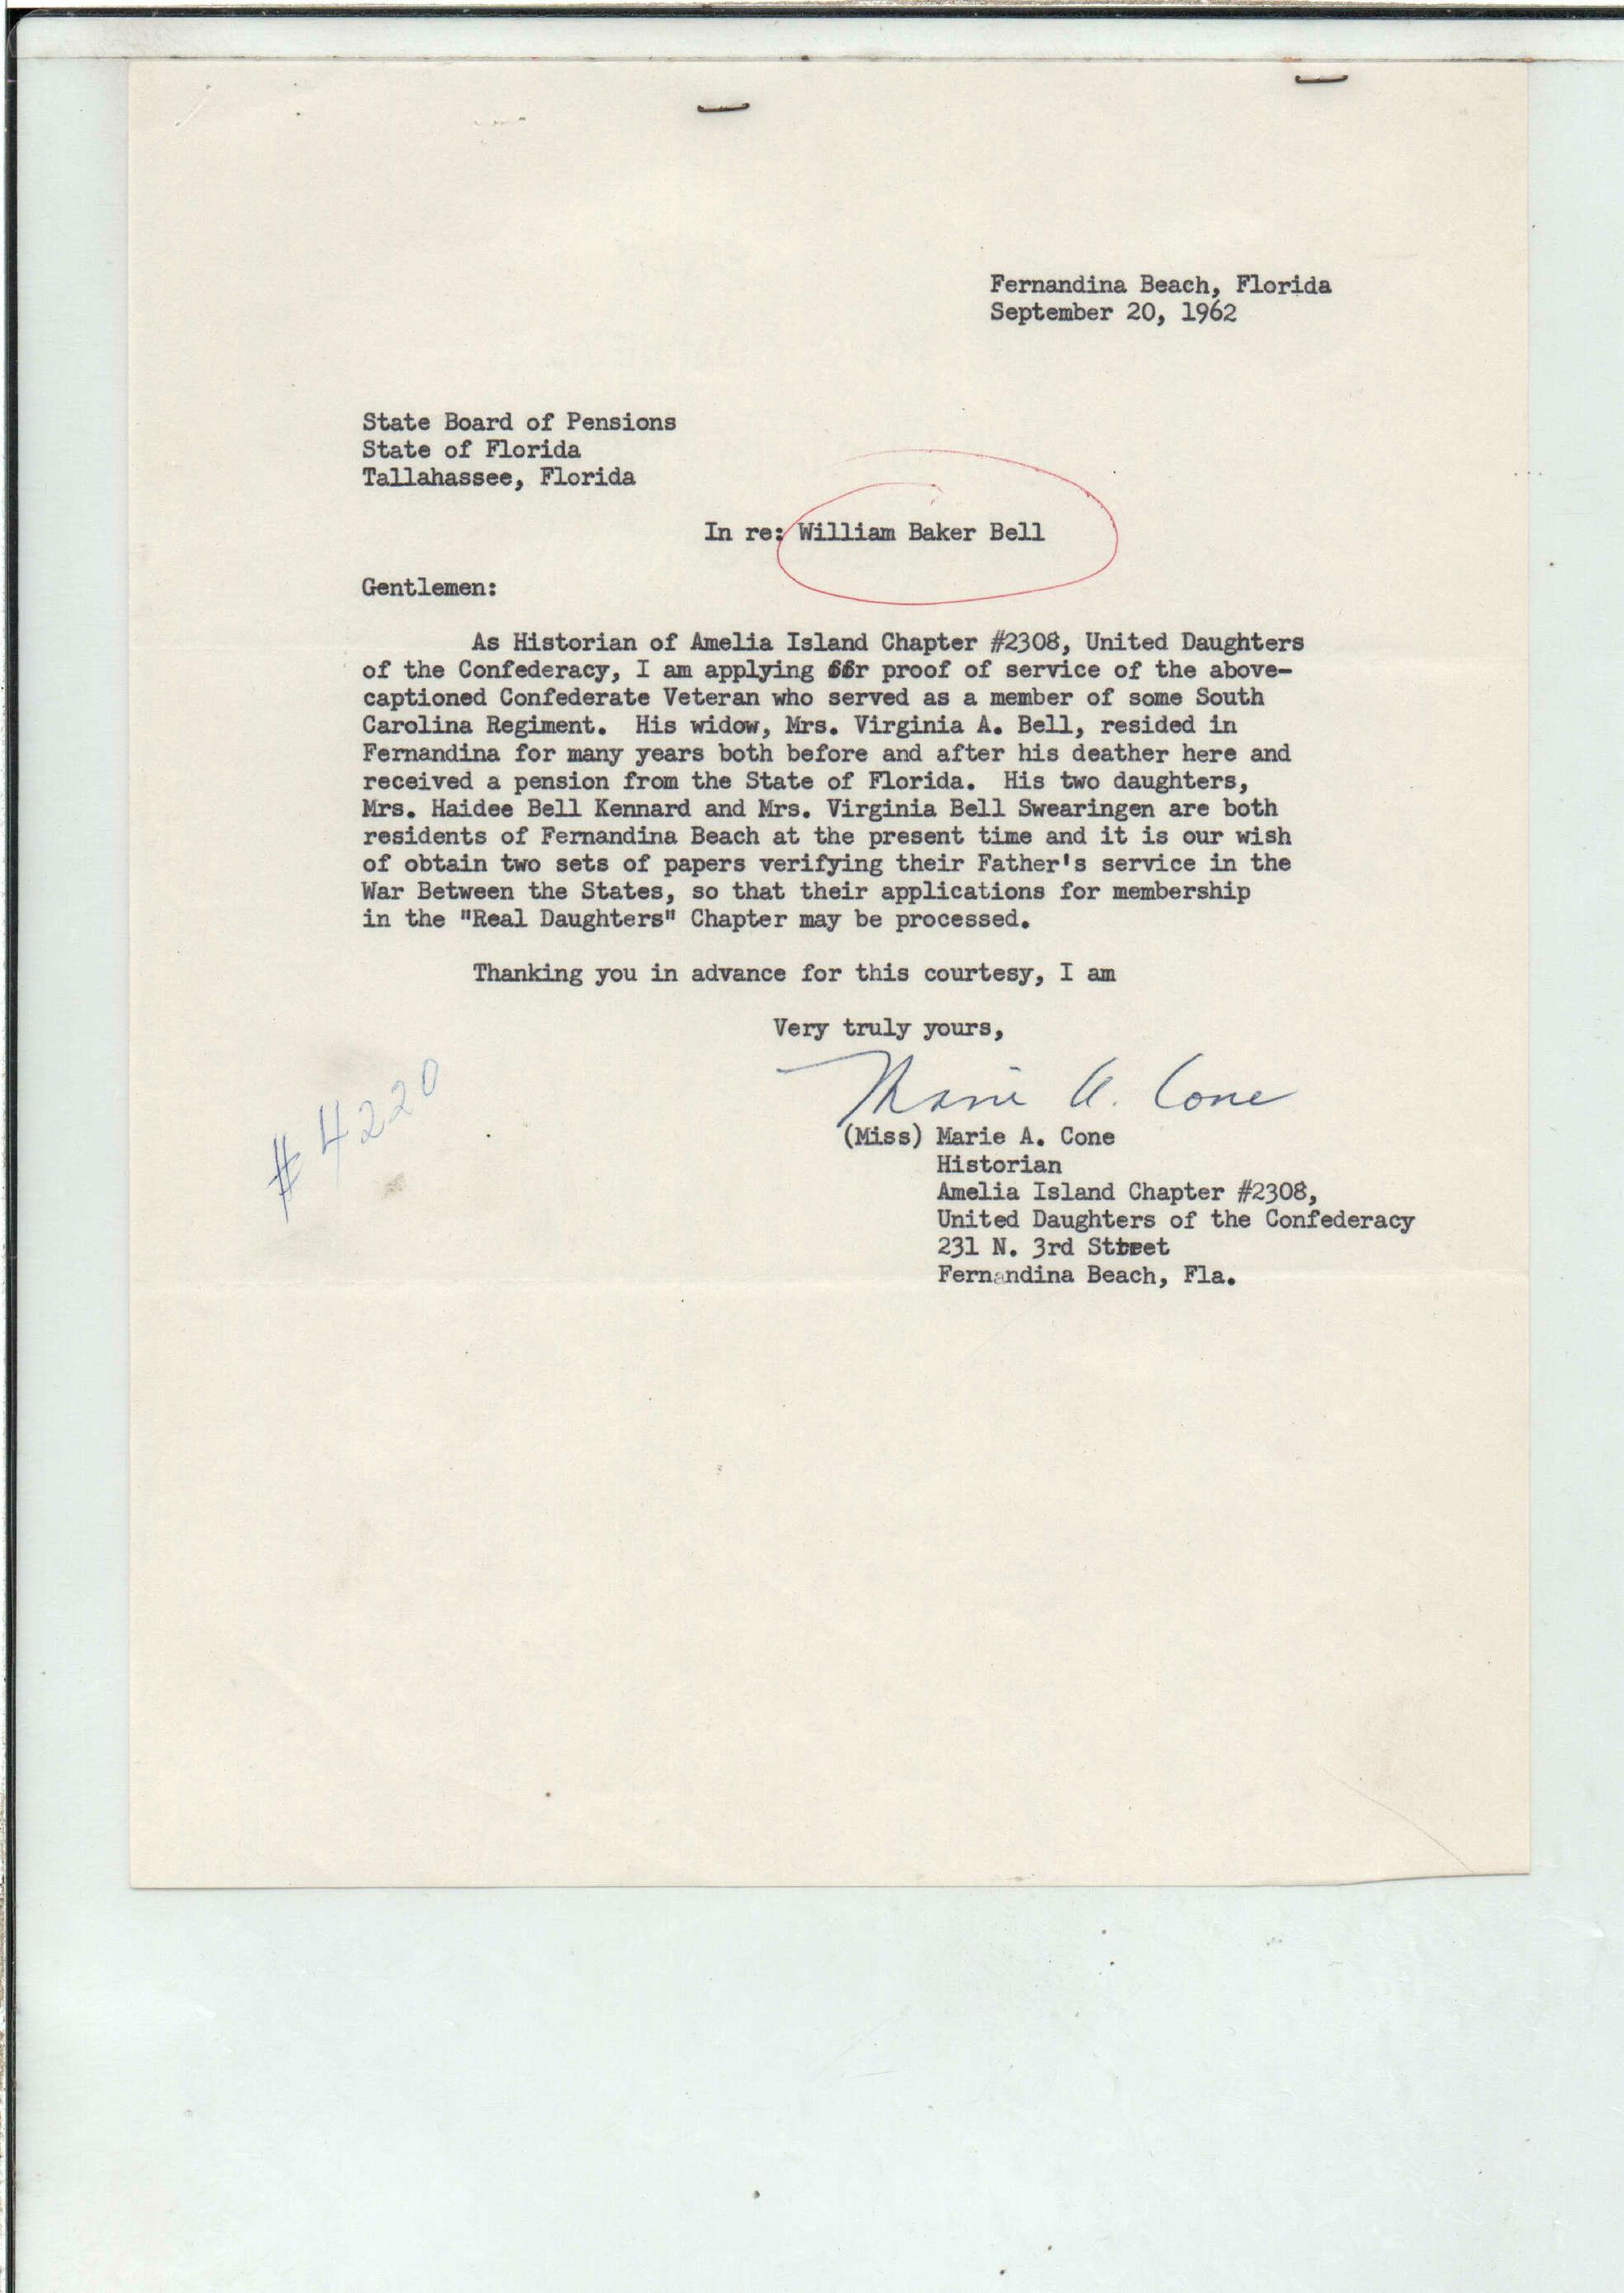 Fernandina Beach, Florida
September 20, 1962
State Board of Pensions
State of Florida
Tallahassee, Florida
In re: William Baker Bell
Gentlemen:
As Historian of Amelia Island Chapter #2308, United Daughters
of the Confederacy, I am applying for proof of service of the above-
captioned Confederate Veteran who served as a member of some South
Carolina Regiment. His widow, Mrs. Virginia A. Bell, resided in
Fernandina for many years both before and after his deather here and
received a pension from the State of Florida. His two daughters,
Mrs. Haidee Bell Kennard and Mrs. Virginia Bell Swearingen are both
residents of Fernandina Beach at the present time and it is our wish
of obtain two sets of papers verifying their Father's service in the
War Between the States, so that their applications for membership
in the "Real Daughters" Chapter may be processed.
Thanking you in advance for this courtesy, I am
Very truly yours,
Marie A. Cone
(Miss) Marie A. Cone
Historian
Amelia Island Chapter #2308,
United Daughters of the Confederacy
231 N. 3rd Street
Fernandina Beach, Fla.
#4220